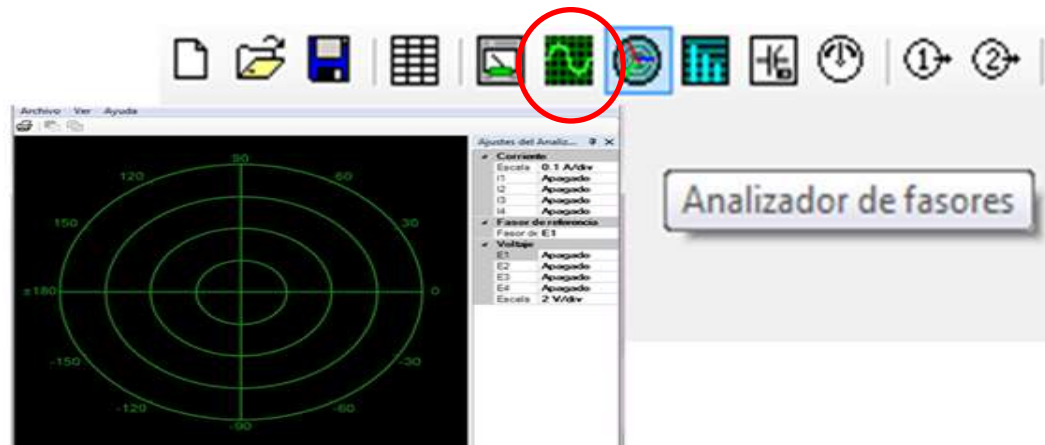 1
2
Archivo Ver Ayuda
Ajustes del Analiz...
Corriente
Escala 0.1 A/div
I1 Apagado
I2 Apagado
I3 Apagado
I4 Apagado
Fasor de referencia
Fasor de E1
Voltaje
E1 Apagado
E2 Apagado
E3 Apagado
E4 Apagado
Escala 2 V/div
90
120 60
150 30
±180 0
-150 -30
-120 -60
-90
Analizador de fasores